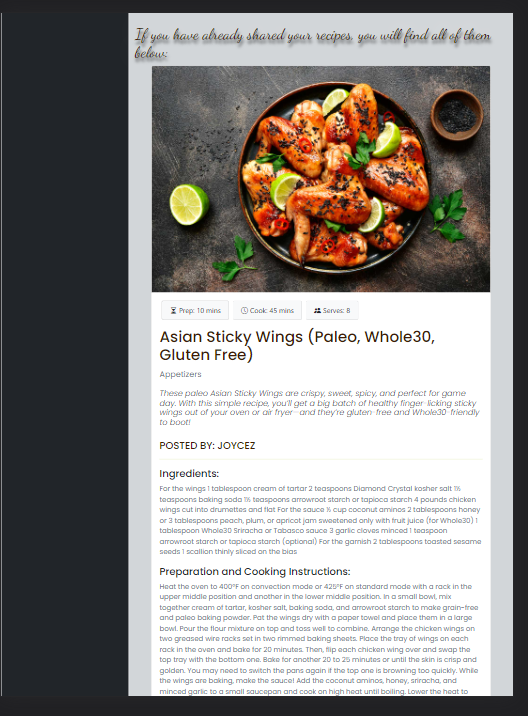 If you have already shared your recipes, you will find all of them
below:
Prep: 10 mins
Cook: 45 mins
Serves: 8
Asian Sticky Wings (Paleo, Whole30,
Gluten Free)
Appetizers
These paleo Asian Sticky Wings are crispy, sweet, spicy, and perfect for game
day. With this simple recipe, you'll get a big batch of healthy finger-licking sticky
wings out of your oven or air fryer—and they're gluten-free and Whole30-friendly
to boot!
POSTED BY: JOYCEZ
Ingredients:
For the wings 1 tablespoon cream of tartar 2 teaspoons Diamond Crystal kosher salt 1½
teaspoons baking soda 1½ teaspoons arrowroot starch or tapioca starch 4 pounds chicken
wings cut into drumettes and flat For the sauce ½ cup coconut aminos 2 tablespoons honey
or 3 tablespoons peach, plum, or apricot jam sweetened only with fruit juice (for Whole30) 1
tablespoon Whole30 Sriracha or Tabasco sauce 3 garlic cloves minced 1 teaspoon
arrowroot starch or tapioca starch (optional) For the garnish 2 tablespoons toasted sesame
seeds 1 scallion thinly sliced on the bias
Preparation and Cooking Instructions:
Heat the oven to 400°F on convection mode or 425°F on standard mode with a rack in the
upper middle position and another in the lower middle position. In a small bowl, mix
together cream of tartar, kosher salt, baking soda, and arrowroot starch to make grain-free
and paleo baking powder. Pat the wings dry with a paper towel and place them in a large
bowl. Pour the flour mixture on top and toss well to combine. Arrange the chicken wings on
two greased wire racks set in two rimmed baking sheets. Place the tray of wings on each
rack in the oven and bake for 20 minutes. Then, flip each chicken wing over and swap the
top tray with the bottom one. Bake for another 20 to 25 minutes or until the skin is crisp and
golden. You may need to switch the pans again if the top one is browning too quickly. While
the wings are baking, make the sauce! Add the coconut aminos, honey, sriracha, and
minced garlic to a small saucepan and cook on high heat until boiling. Lower the heat to